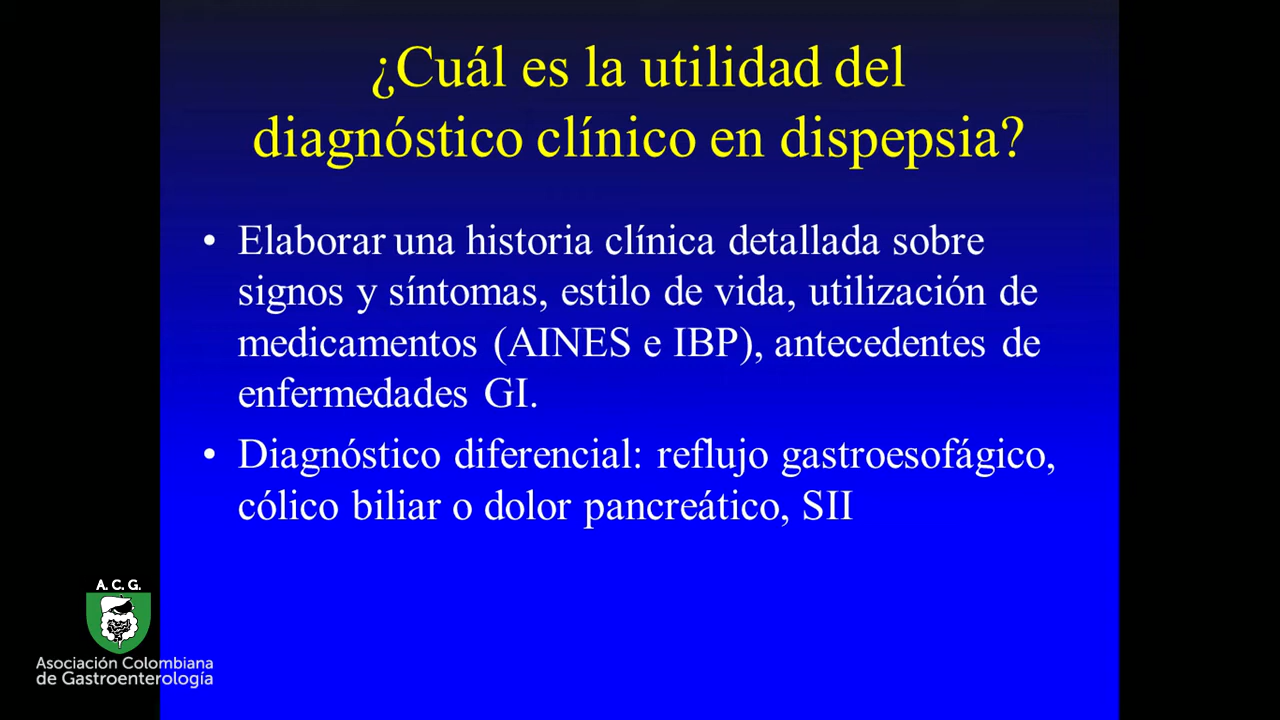 ¿Cuál es la utilidad del
diagnóstico clínico en dispepsia?
• Elaborar una historia clínica detallada sobre
signos y síntomas, estilo de vida, utilización de
medicamentos (AINES e IBP), antecedentes de
enfermedades GI.
• Diagnóstico diferencial: reflujo gastroesofágico,
cólico biliar o dolor pancreático, SII
A. C. G.
Asociación Colombiana
de Gastroenterología